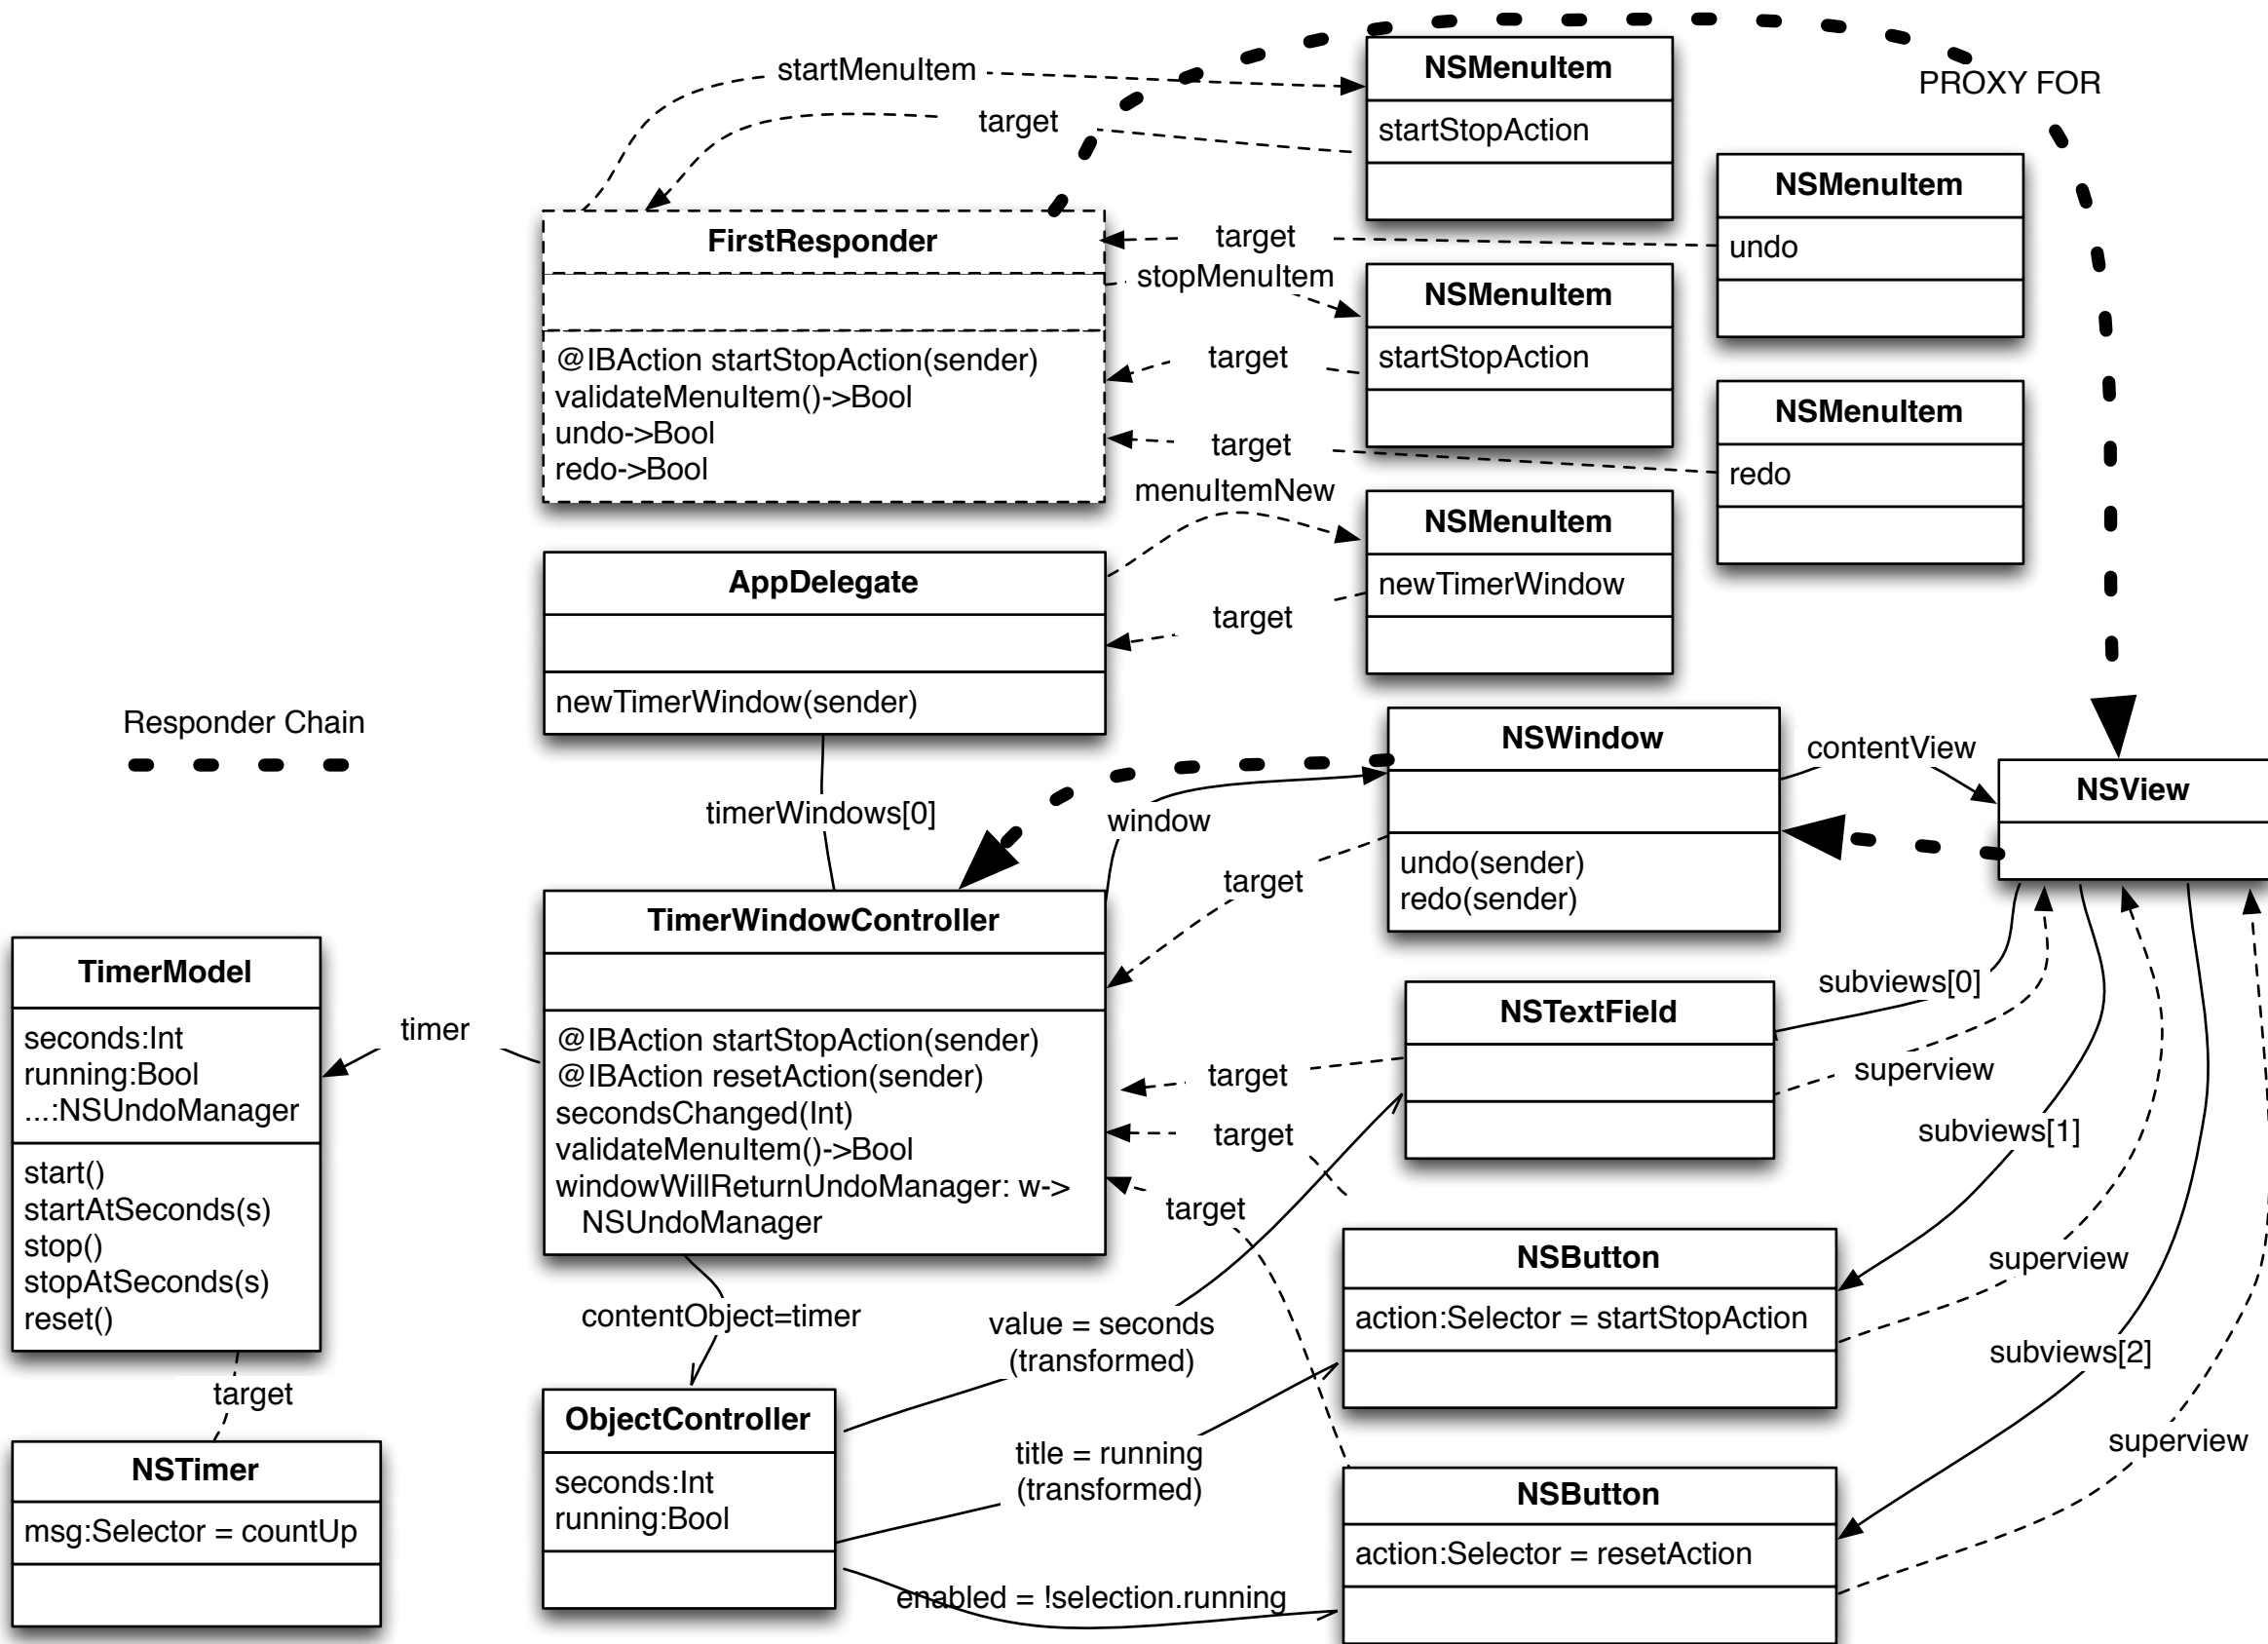 startMenuItem
target
NSMenuItem
startStopAction
PROXY FOR
NSMenuItem
undo
FirstResponder
@IBAction startStopAction(sender)
validateMenuItem()->Bool
undo->Bool
redo->Bool
target
stopMenuItem
target
target
menuItemNew
NSMenuItem
startStopAction
NSMenuItem
redo
NSMenuItem
newTimerWindow
target
AppDelegate
newTimerWindow(sender)
Responder Chain
timerWindows[0]
window
NSWindow
undo(sender)
redo(sender)
contentView
NSView
target
TimerWindowController
@IBAction startStopAction(sender)
@IBAction resetAction(sender)
secondsChanged(Int)
validateMenuItem()->Bool
windowWillReturnUndoManager: w->
NSUndoManager
TimerModel
seconds:Int
running:Bool
...:NSUndoManager
start()
startAtSeconds(s)
stop()
stopAtSeconds(s)
reset()
timer
NSTextField
subviews[0]
superview
target
target
target
subviews[1]
superview
subviews[2]
superview
NSButton
action:Selector = startStopAction
contentObject=timer
value = seconds
(transformed)
target
NSTimer
msg:Selector = countUp
ObjectController
seconds:Int
running:Bool
title = running
(transformed)
enabled = !selection.running
NSButton
action:Selector = resetAction